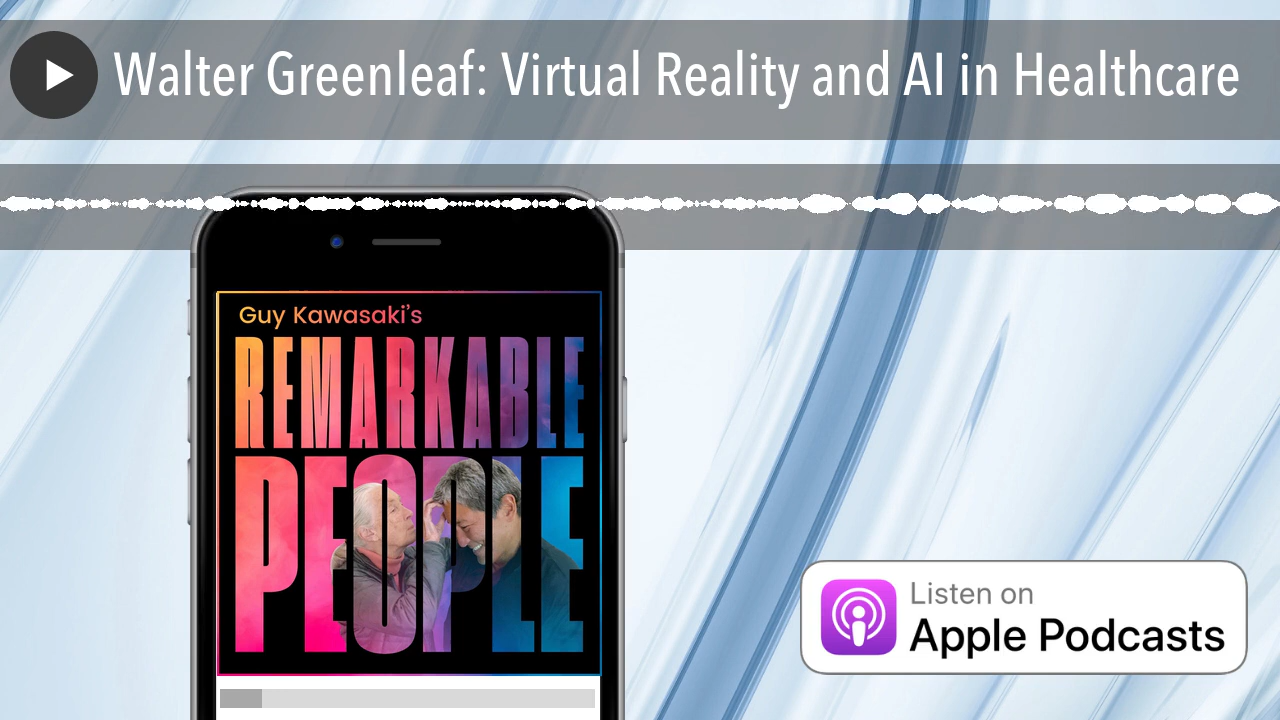 Walter Greenleaf: Virtual Reality and AI in Healthcare
Guy Kawasaki's
REMARKABLE
PEOPLE
Listen on
Apple Podcasts